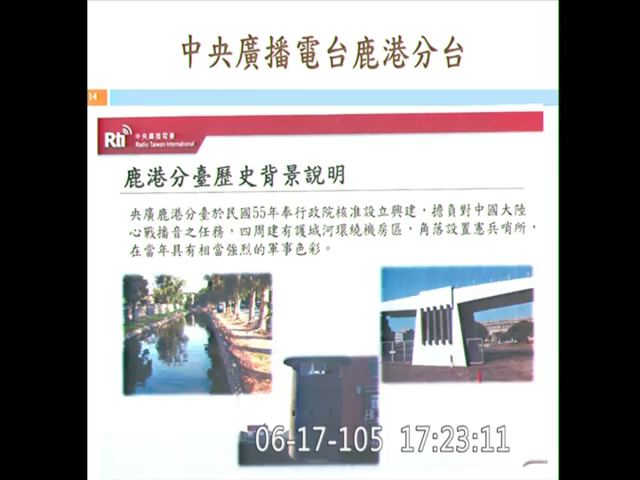 中央廣播電台鹿港分台
14
Rti 中央廣播電臺
Radio Taiwan International
鹿港分臺歷史背景說明
央廣鹿港分臺於民國55年奉行政院核准設立興建，擔負對中國大陸
心戰播音之任務，四周建有護城河環繞機房區，角落設置憲兵哨所，
在當年具有相當強烈的軍事色彩。
06-17-105 17:23:11